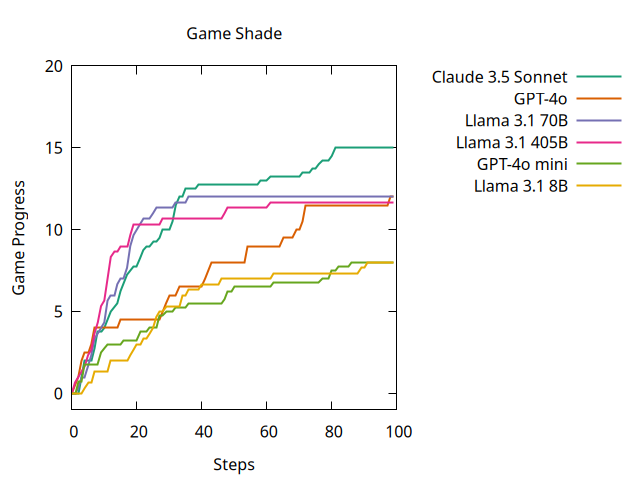 Game Shade
20
15
10
5
0
Game Progress
0 20 40 60 80 100
Steps
Claude 3.5 Sonnet
GPT-4o
Llama 3.1 70B
Llama 3.1 405B
GPT-4o mini
Llama 3.1 8B